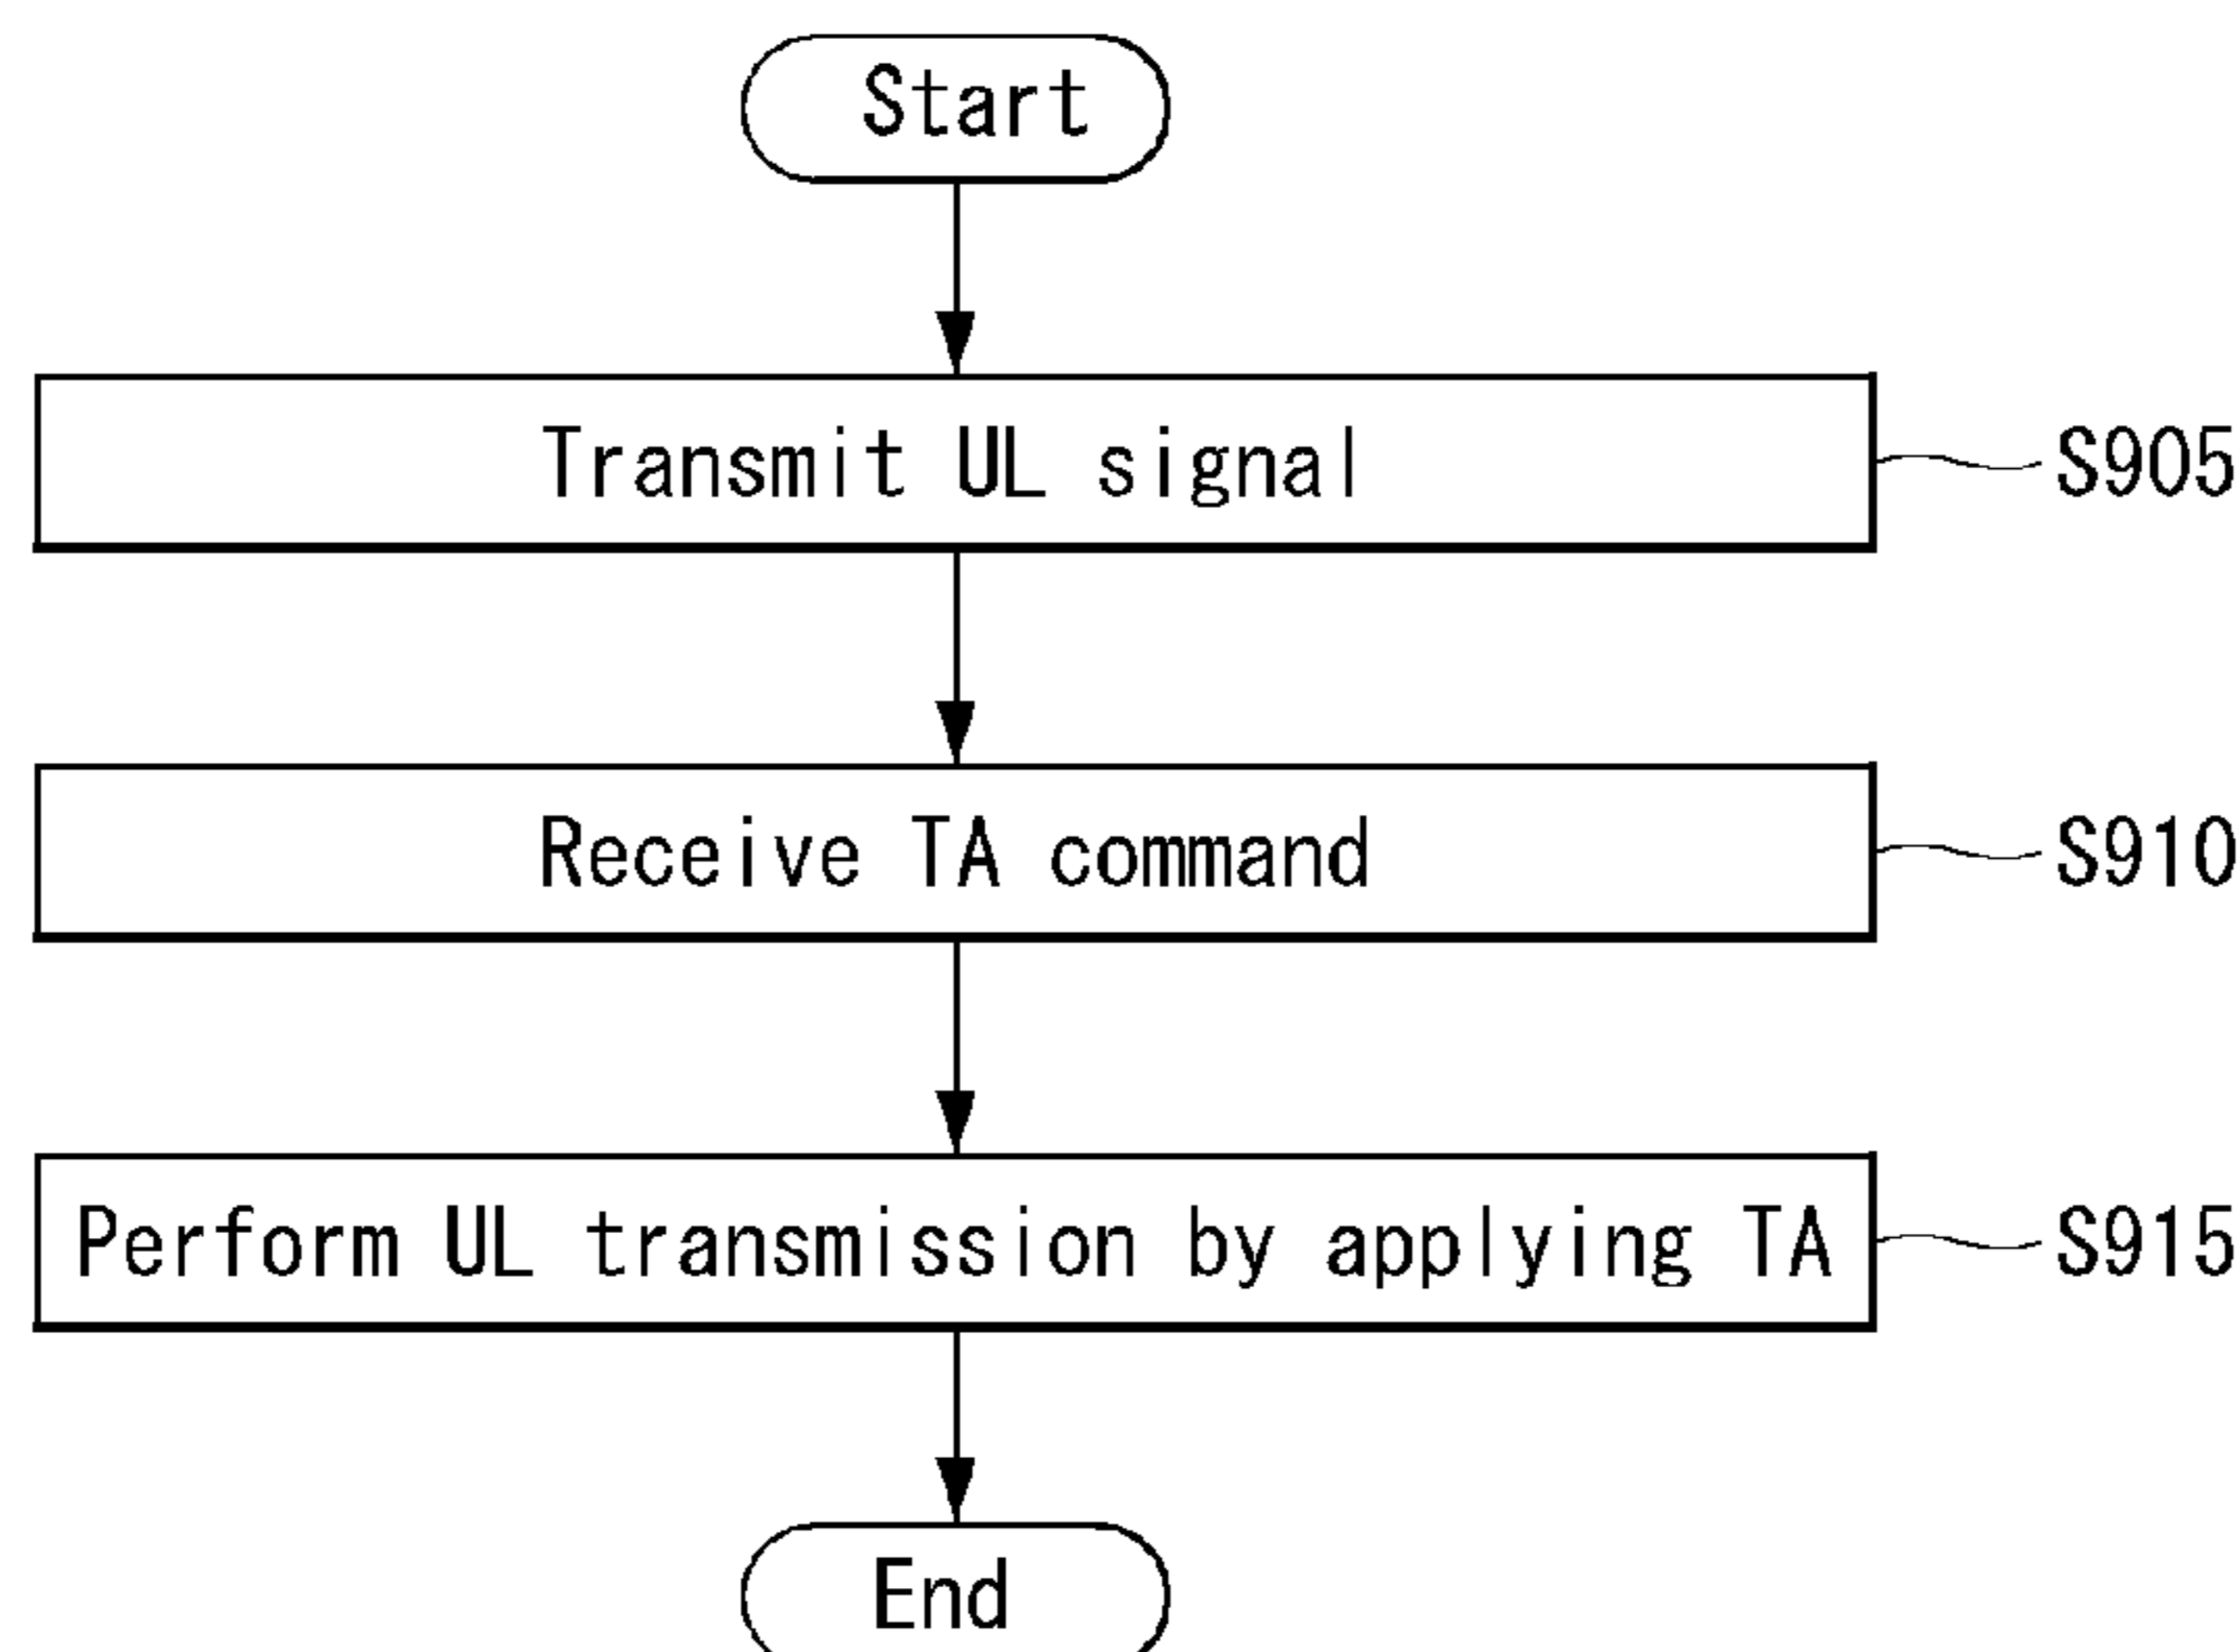 Start
Transmit UL signal
S905
Receive TA command
S910
Perform UL transmission by applying TA
S915
End